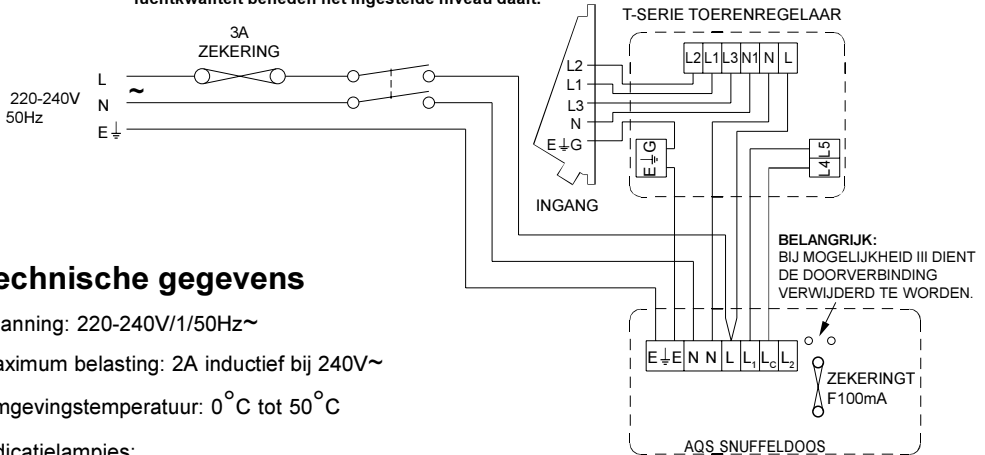 luchtkwaliteit beneden het ingestelde niveau daalt.
T-SERIE TOERENREGELAAR
3A
ZEKERING
L2 L1 L3 N1 N L
L2
L1
L3
N
E G
L
220-240V N ~
50Hz
E
E G
L4 L5
INGANG
BELANGRIJK:
BIJ MOGELIJKHEID III DIENT
DE DOORVERBINDING
VERWIJDERD TE WORDEN.
echnische gegevens
anning: 220-240V/1/50Hz~
aximum belasting: 2A inductief bij 240V~
mgevingstemperatuur: 0°C tot 50°C
dicatielampjes:
E E N N L L1 LC L2
ZEKERINGT
F100mA
AQS SNUFFELDOOS